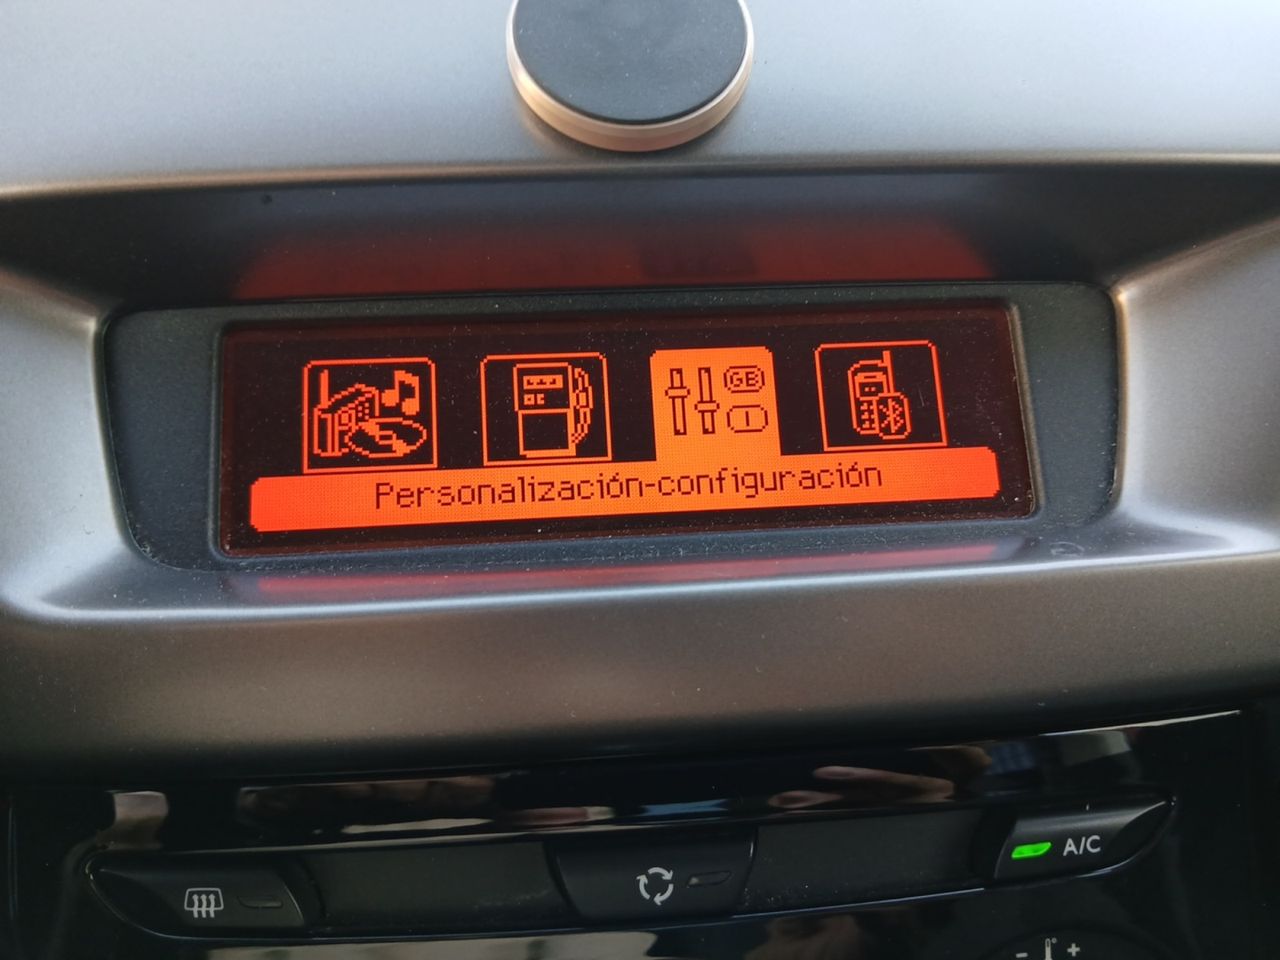 GB
I
Personalización-configuración
A/C
- +